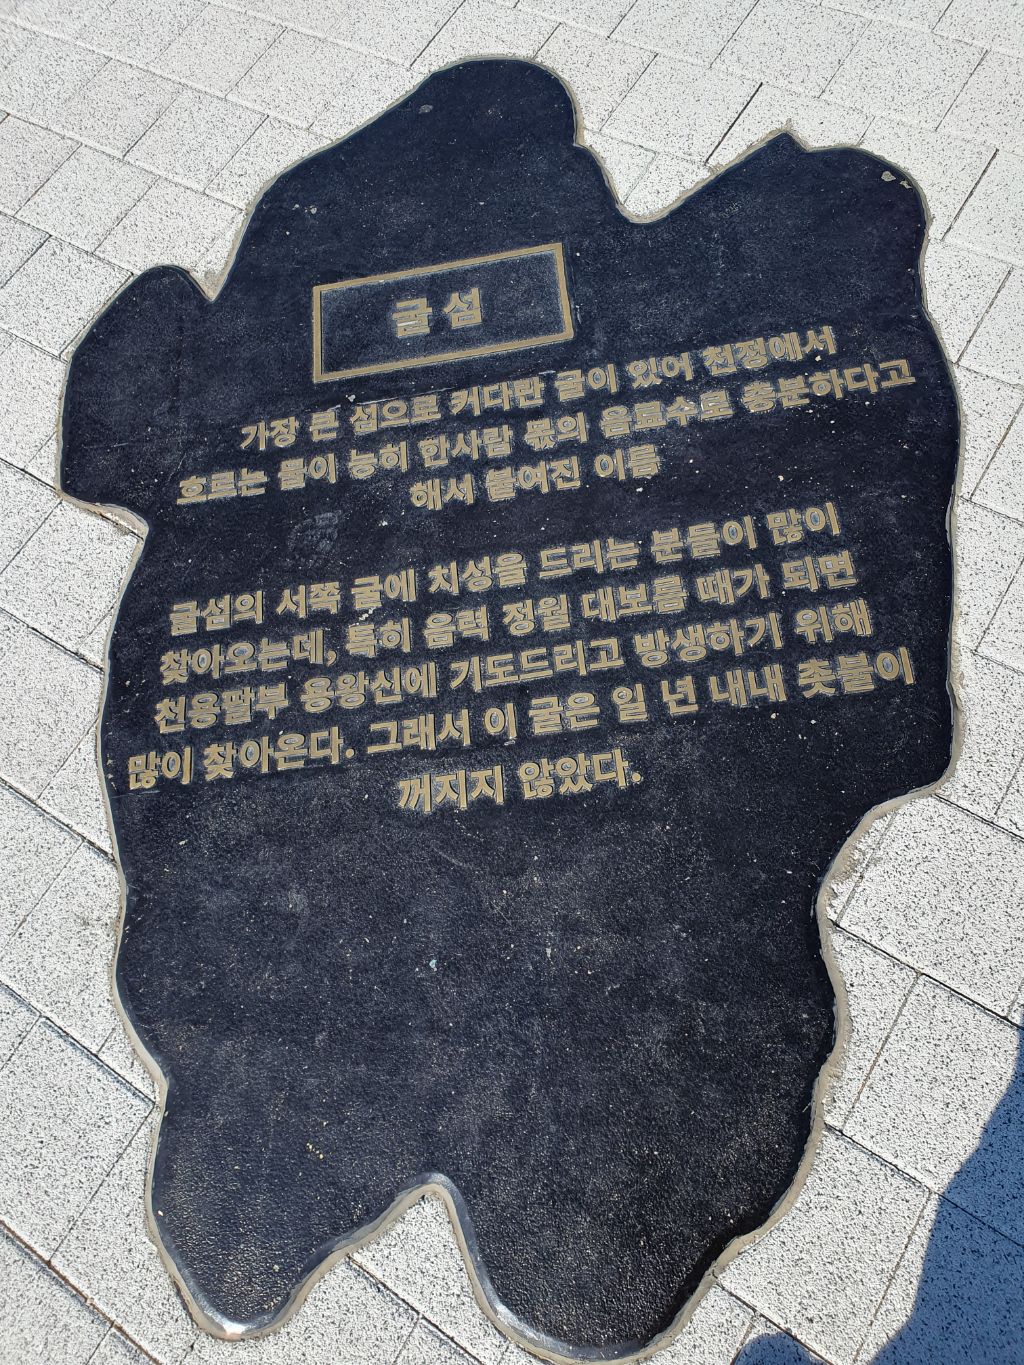 굴섬
가장 큰 섬으로 커다란 굴이 있어 천정에서
흐르는 물이 능히 한사람 몫의 음료수로 충분하다고
해서 붙여진 이름
굴섬의 서쪽 굴에 치성을 드리는 분들이 많이
찾아오는데, 특히 음력 정월 대보름 때가 되면
천용팔부 용왕신에 기도드리고 방생하기 위해
많이 찾아온다. 그래서 이 굴은 일 년 내내 촛불이
꺼지지 않았다.